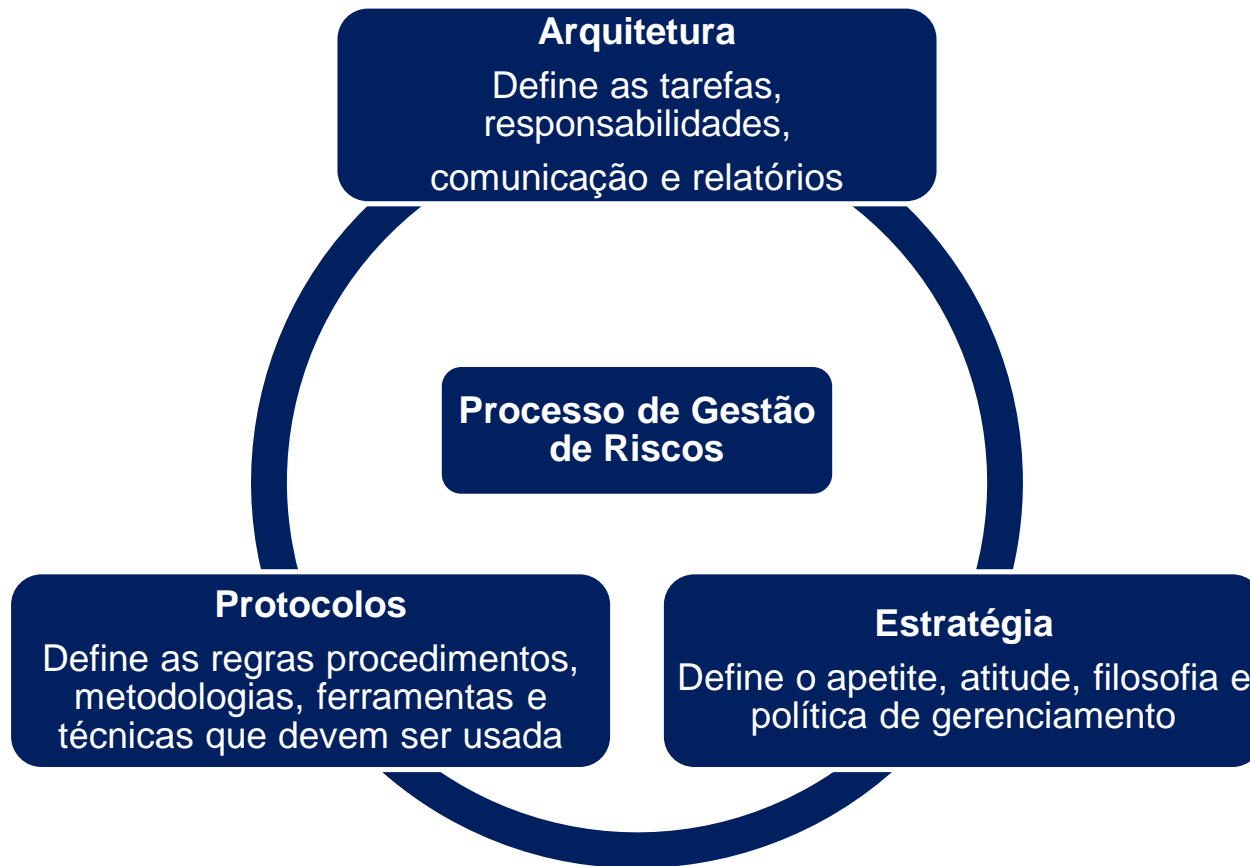 Arquitetura
Define as tarefas,
responsabilidades,
comunicação e relatórios
Processo de Gestão
de Riscos
Protocolos
Define as regras procedimentos,
metodologias, ferramentas e
técnicas que devem ser usada
Estratégia
Define o apetite, atitude, filosofia e
política de gerenciamento